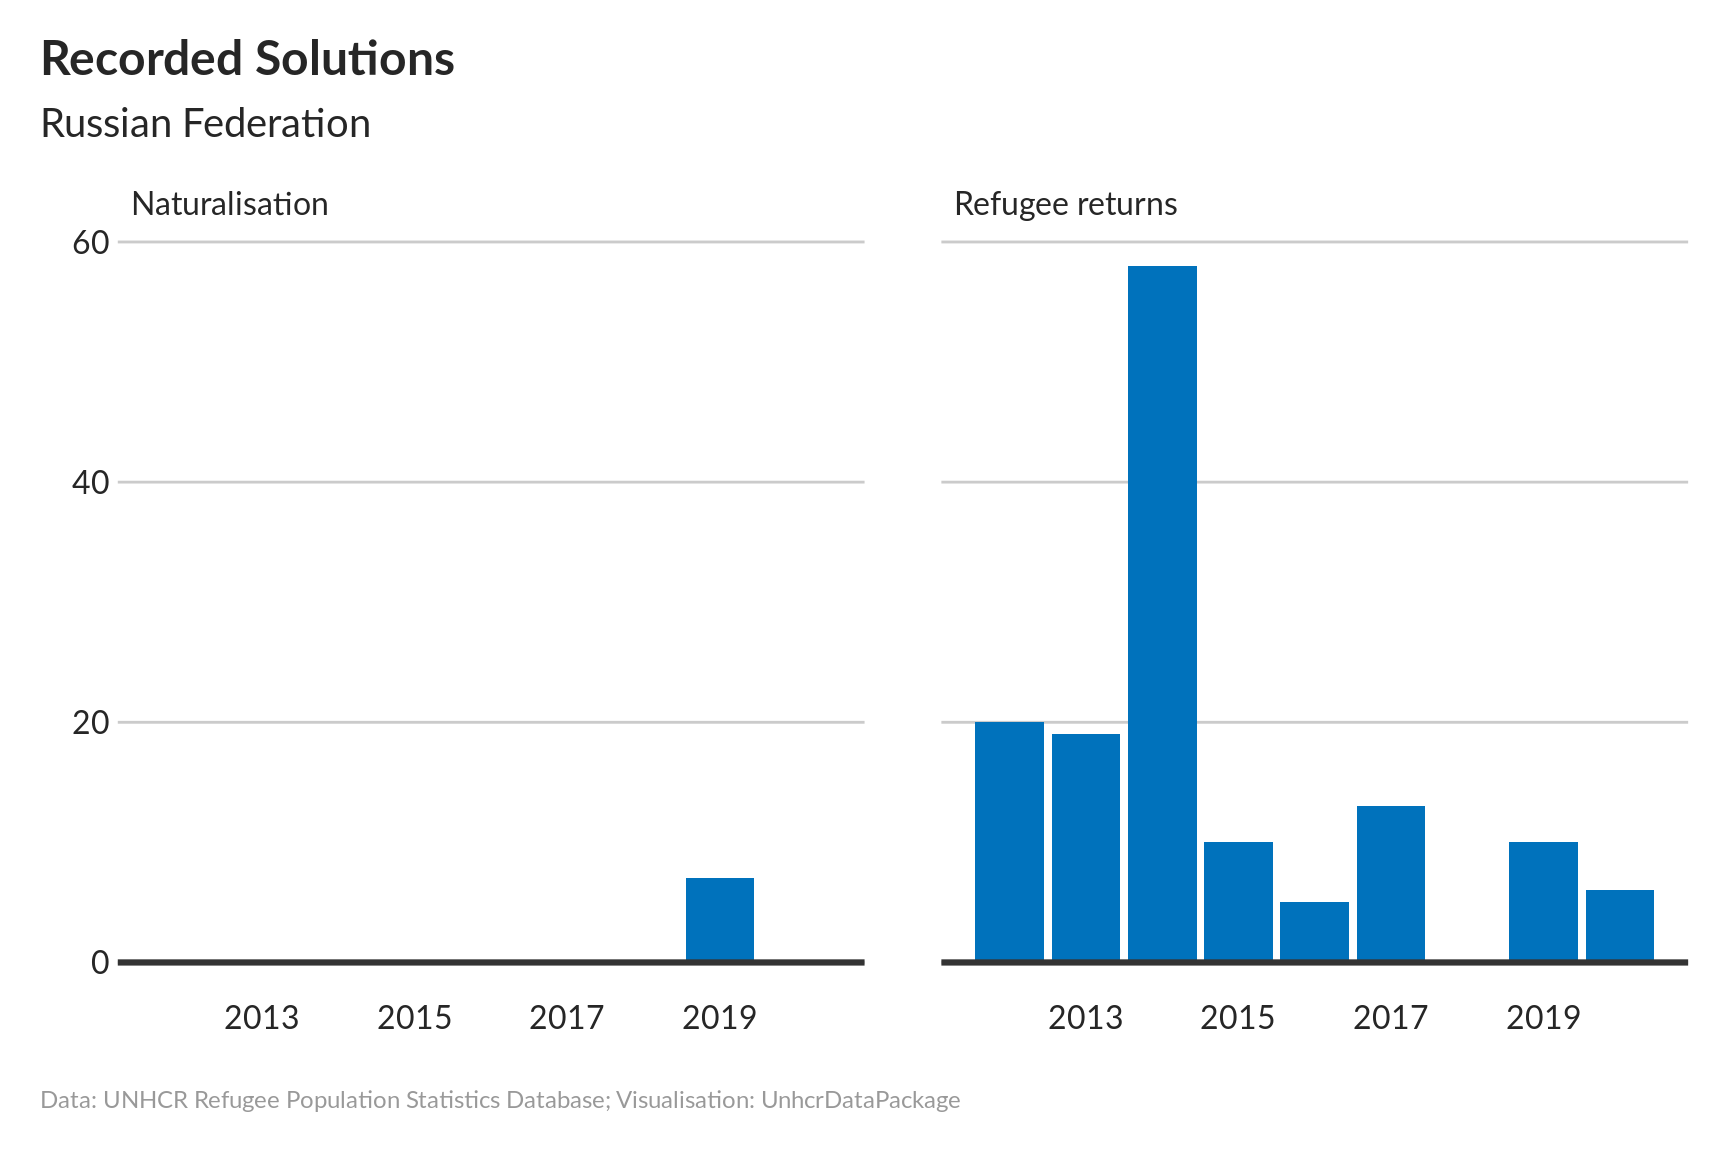 Recorded Solutions
Russian Federation
Naturalisation
Refugee returns
60
40
20
0
2013 2015 2017 2019
2013 2015 2017 2019
Data: UNHCR Refugee Population Statistics Database; Visualisation: UnhcrDataPackage